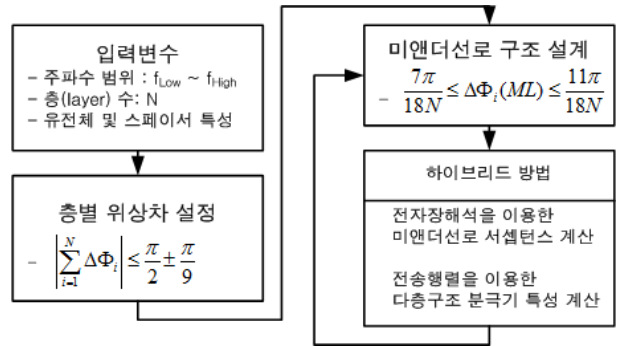 입력변수
– 주파수 범위 : f_Low ~ f_High
– 층(layer) 수: N
– 유전체 및 스페이서 특성
층별 위상차 설정
– |∑_{i=1}^{N} ΔΦ_i| ≤ π/2 ± π/9
미앤더선로 구조 설계
– 7π/18N ≤ ΔΦ_i(ML) ≤ 11π/18N
하이브리드 방법
전자장해석을 이용한
미앤더선로 서셉턴스 계산
전송행렬을 이용한
다층구조 분극기 특성 계산